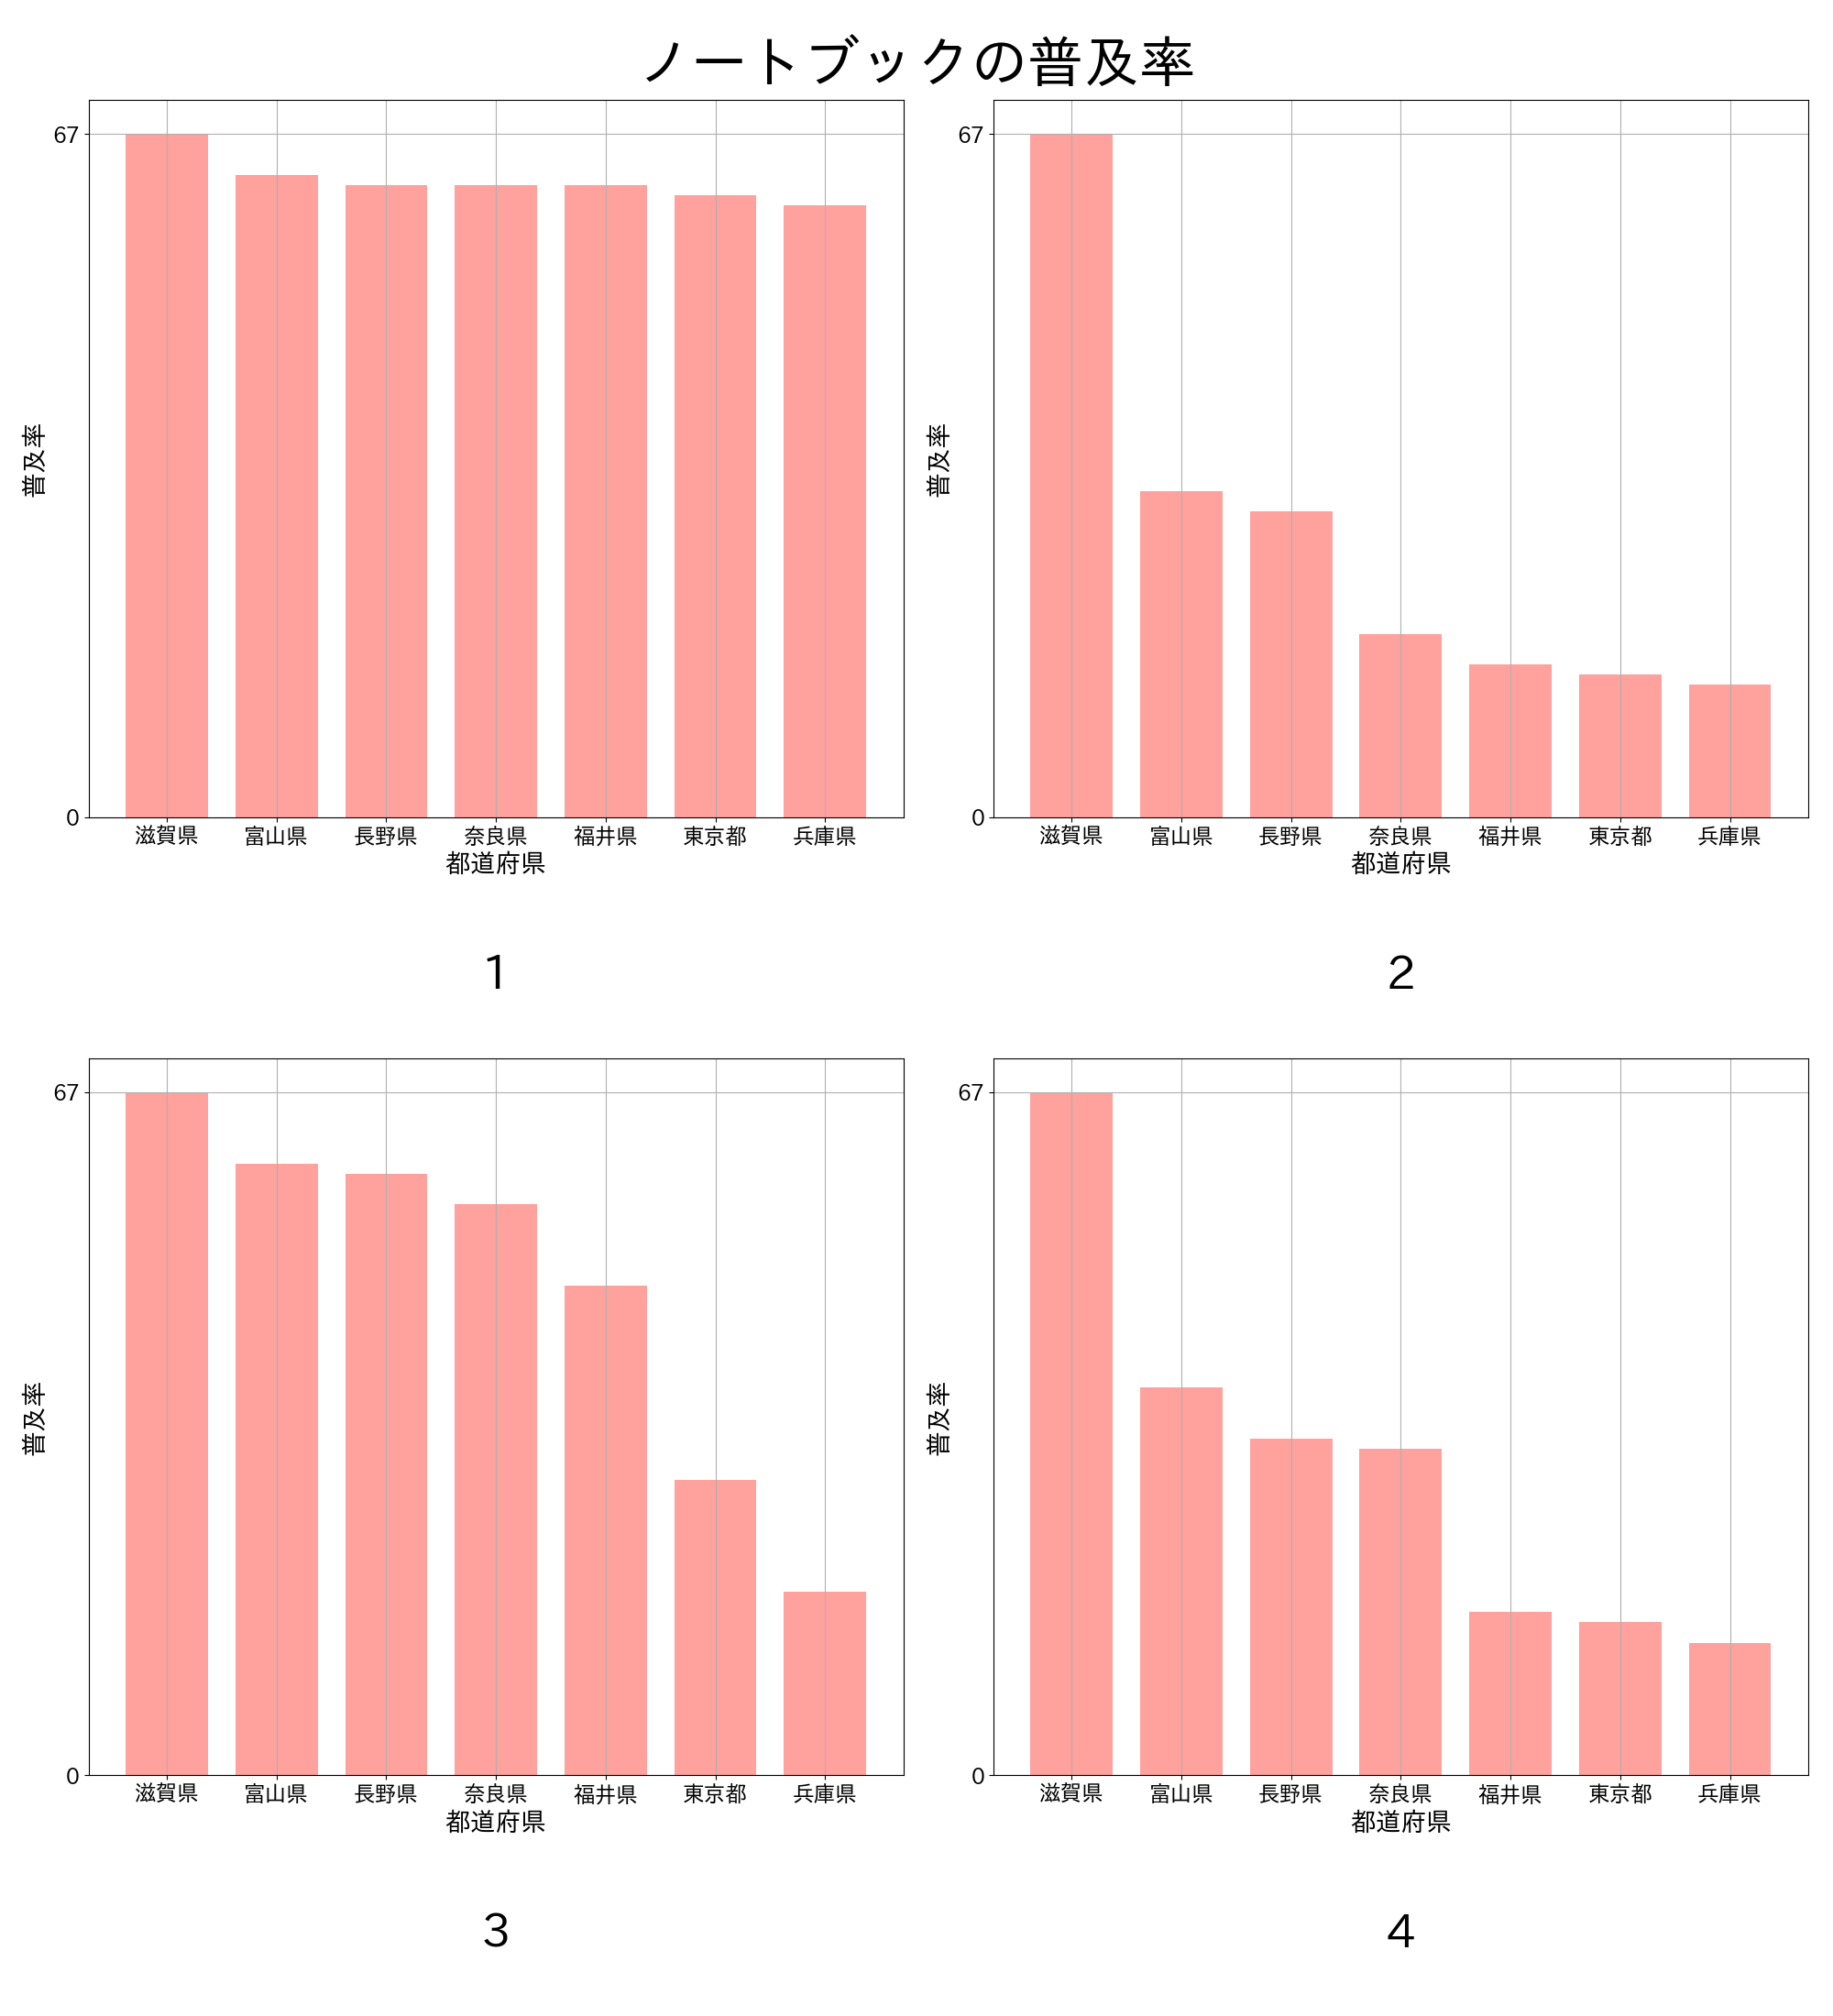 ノートブックの普及率
67
0
普及率
滋賀県 富山県 長野県 奈良県 福井県 東京都 兵庫県
都道府県
1
67
0
普及率
滋賀県 富山県 長野県 奈良県 福井県 東京都 兵庫県
都道府県
2
67
0
普及率
滋賀県 富山県 長野県 奈良県 福井県 東京都 兵庫県
都道府県
3
67
0
普及率
滋賀県 富山県 長野県 奈良県 福井県 東京都 兵庫県
都道府県
4